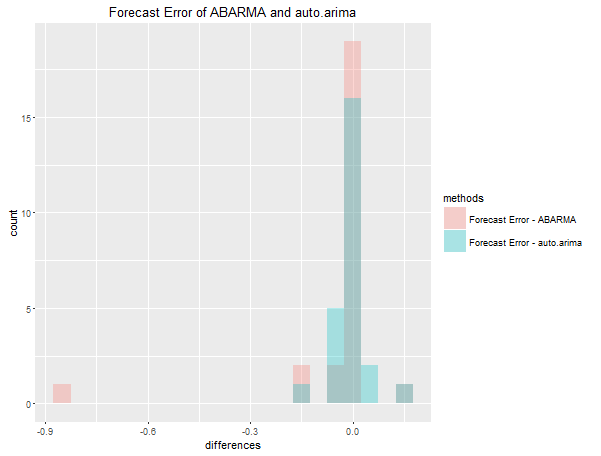 Forecast Error of ABARMA and auto.arima
15
10
5
0
count
-0.9 -0.6 -0.3 0.0
differences
methods
Forecast Error - ABARMA
Forecast Error - auto.arima